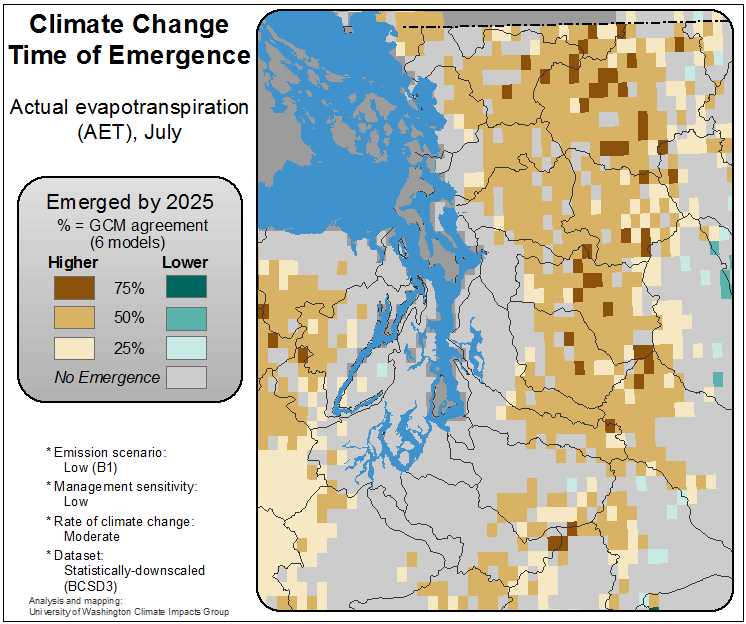 Climate Change
Time of Emergence
Actual evapotranspiration
(AET), July
Emerged by 2025
% = GCM agreement
(6 models)
Higher Lower
75%
50%
25%
No Emergence
* Emission scenario:
Low (B1)
* Management sensitivity:
Low
* Rate of climate change:
Moderate
* Dataset:
Statistically-downscaled
(BCSD3)
Analysis and mapping:
University of Washington Climate Impacts Group